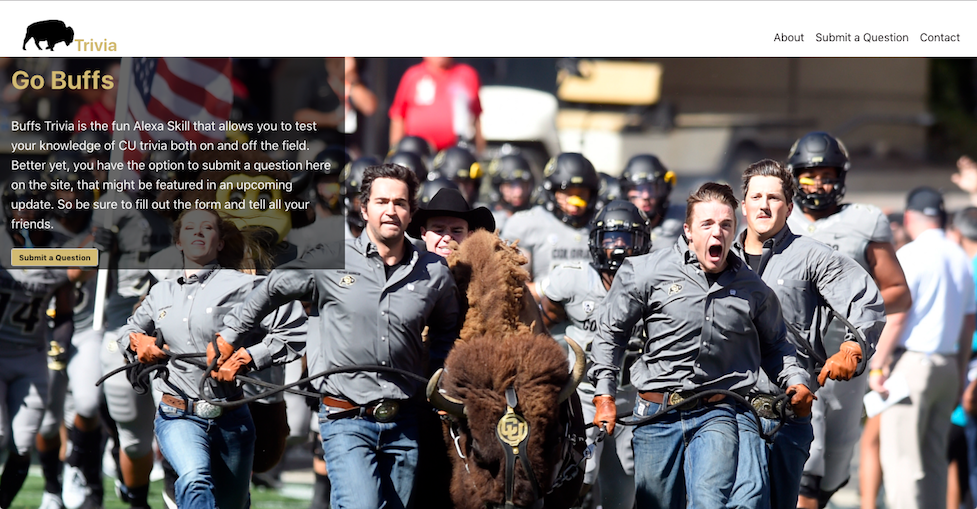 Trivia
About Submit a Question Contact
Go Buffs
Buffs Trivia is the fun Alexa Skill that allows you to test
your knowledge of CU trivia both on and off the field.
Better yet, you have the option to submit a question here
on the site, that might be featured in an upcoming
update. So be sure to fill out the form and tell all your
friends.
Submit a Question
14
CU